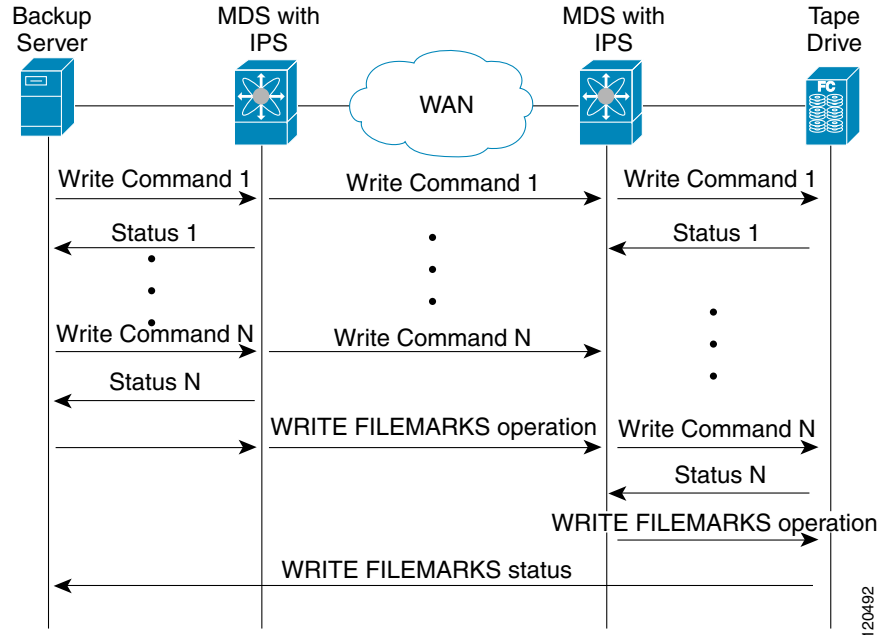 Backup
Server
MDS with
IPS
MDS with
IPS
Tape
Drive
WAN
FC
Write Command 1
Write Command 1
Write Command 1
Status 1
Status 1
Write Command N
Write Command N
Status N
WRITE FILEMARKS operation
Write Command N
Status N
WRITE FILEMARKS operation
WRITE FILEMARKS status
120492